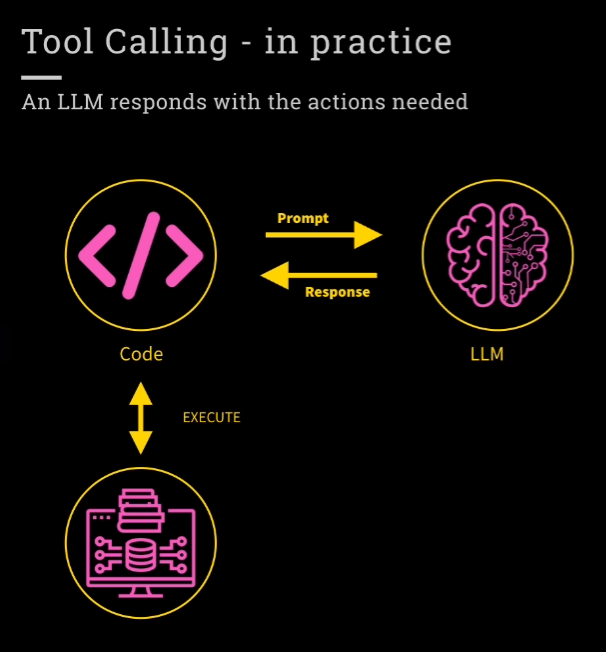 Tool Calling - in practice
An LLM responds with the actions needed
Prompt
Response
Code
LLM
EXECUTE